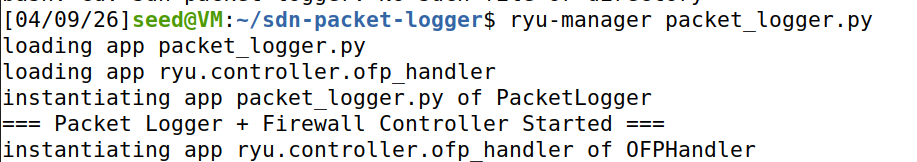 [04/09/26]seed@VM:~/sdn-packet-logger$ ryu-manager packet_logger.py
loading app packet_logger.py
loading app ryu.controller.ofp_handler
instantiating app packet_logger.py of PacketLogger
=== Packet Logger + Firewall Controller Started ===
instantiating app ryu.controller.ofp_handler of OFPHandler